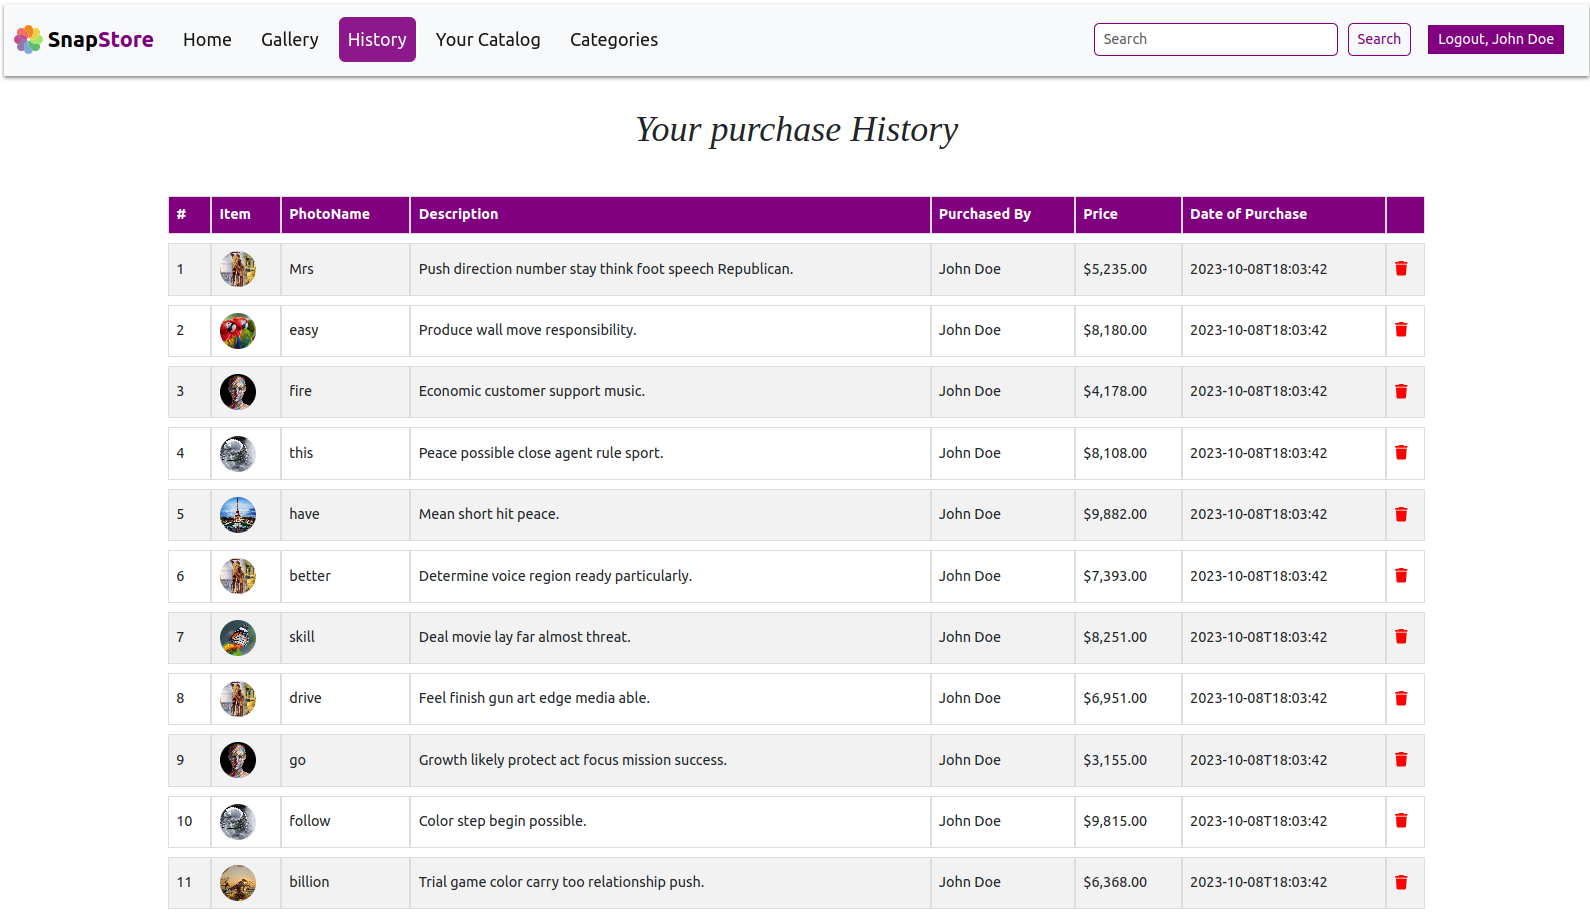 SnapStore Home Gallery History Your Catalog Categories Search Search Logout, John Doe
Your purchase History
# Item PhotoName Description Purchased By Price Date of Purchase
1 Mrs Push direction number stay think foot speech Republican. John Doe $5,235.00 2023-10-08T18:03:42
2 easy Produce wall move responsibility. John Doe $8,180.00 2023-10-08T18:03:42
3 fire Economic customer support music. John Doe $4,178.00 2023-10-08T18:03:42
4 this Peace possible close agent rule sport. John Doe $8,108.00 2023-10-08T18:03:42
5 have Mean short hit peace. John Doe $9,882.00 2023-10-08T18:03:42
6 better Determine voice region ready particularly. John Doe $7,393.00 2023-10-08T18:03:42
7 skill Deal movie lay far almost threat. John Doe $8,251.00 2023-10-08T18:03:42
8 drive Feel finish gun art edge media able. John Doe $6,951.00 2023-10-08T18:03:42
9 go Growth likely protect act focus mission success. John Doe $3,155.00 2023-10-08T18:03:42
10 follow Color step begin possible. John Doe $9,815.00 2023-10-08T18:03:42
11 billion Trial game color carry too relationship push. John Doe $6,368.00 2023-10-08T18:03:42